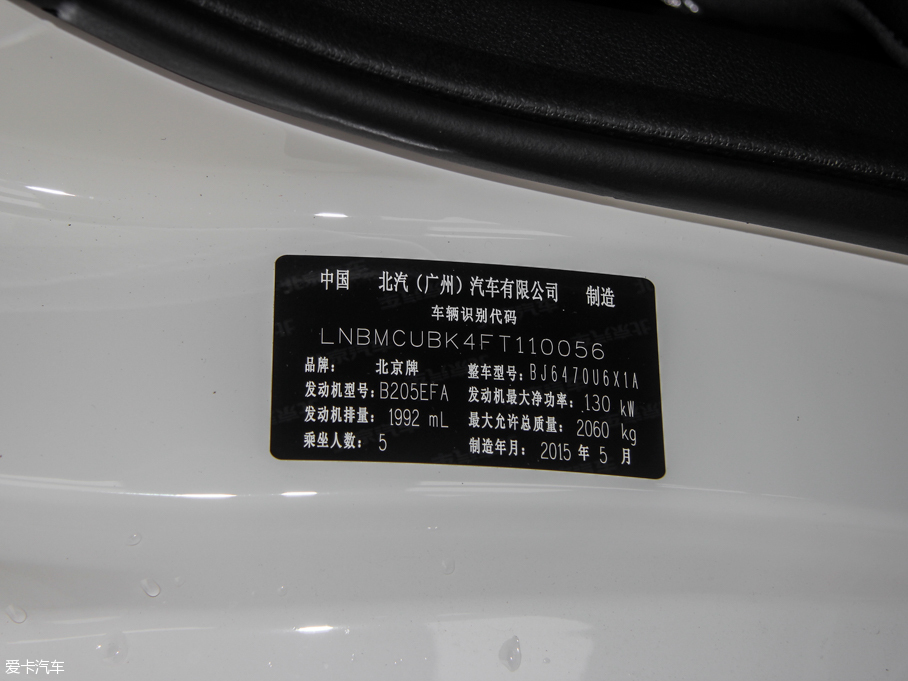 中国 北汽（广州）汽车有限公司 制造
车辆识别代码
LNBMCUBK4FT110056
品牌： 北京牌 整车型号：BJ6470U6X1A
发动机型号：B205EFA 发动机最大净功率：130 kW
发动机排量：1992 mL 最大允许总质量：2060 kg
乘坐人数：5 制造年月：2015 年 5 月
爱卡汽车